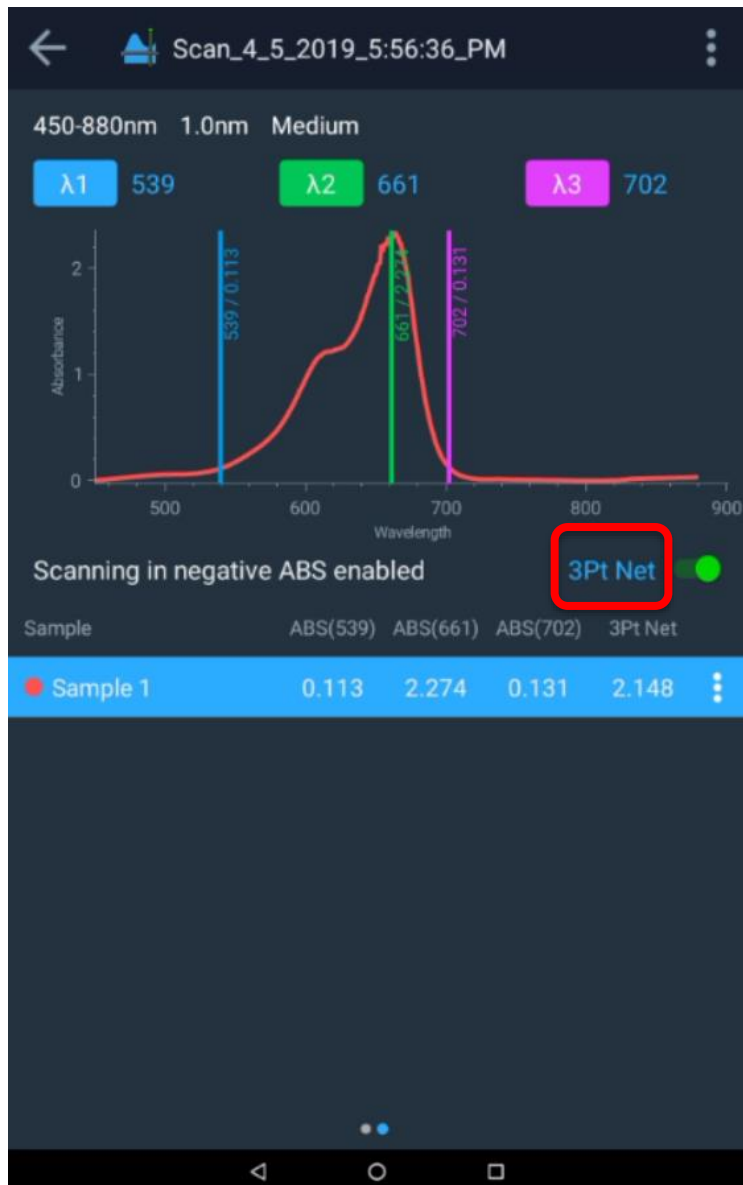 Scan_4_5_2019_5:56:36_PM
450-880nm 1.0nm Medium
λ1 539 λ2 661 λ3 702
539 / 0.113
661 / 2.274
702 / 0.131
Absorbance
2
1
0
500 600 700 800 900
Wavelength
Scanning in negative ABS enabled 3Pt Net
Sample ABS(539) ABS(661) ABS(702) 3Pt Net
Sample 1 0.113 2.274 0.131 2.148